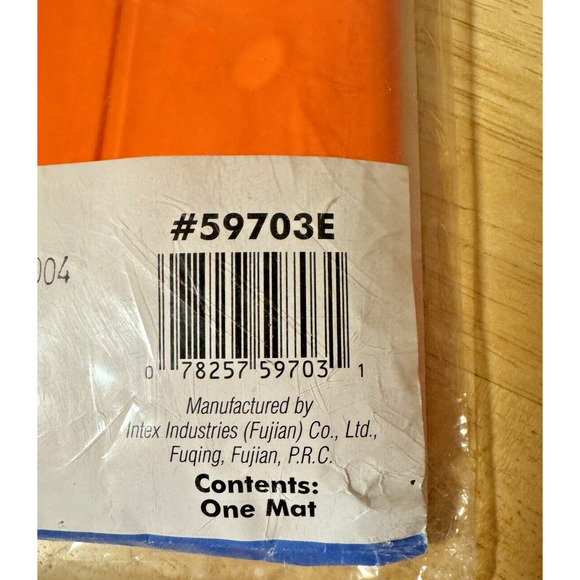 #59703E
004
0 78257 59703 1
Manufactured by
Intex Industries (Fujian) Co., Ltd.,
Fuqing, Fujian, P.R.C.
Contents:
One Mat